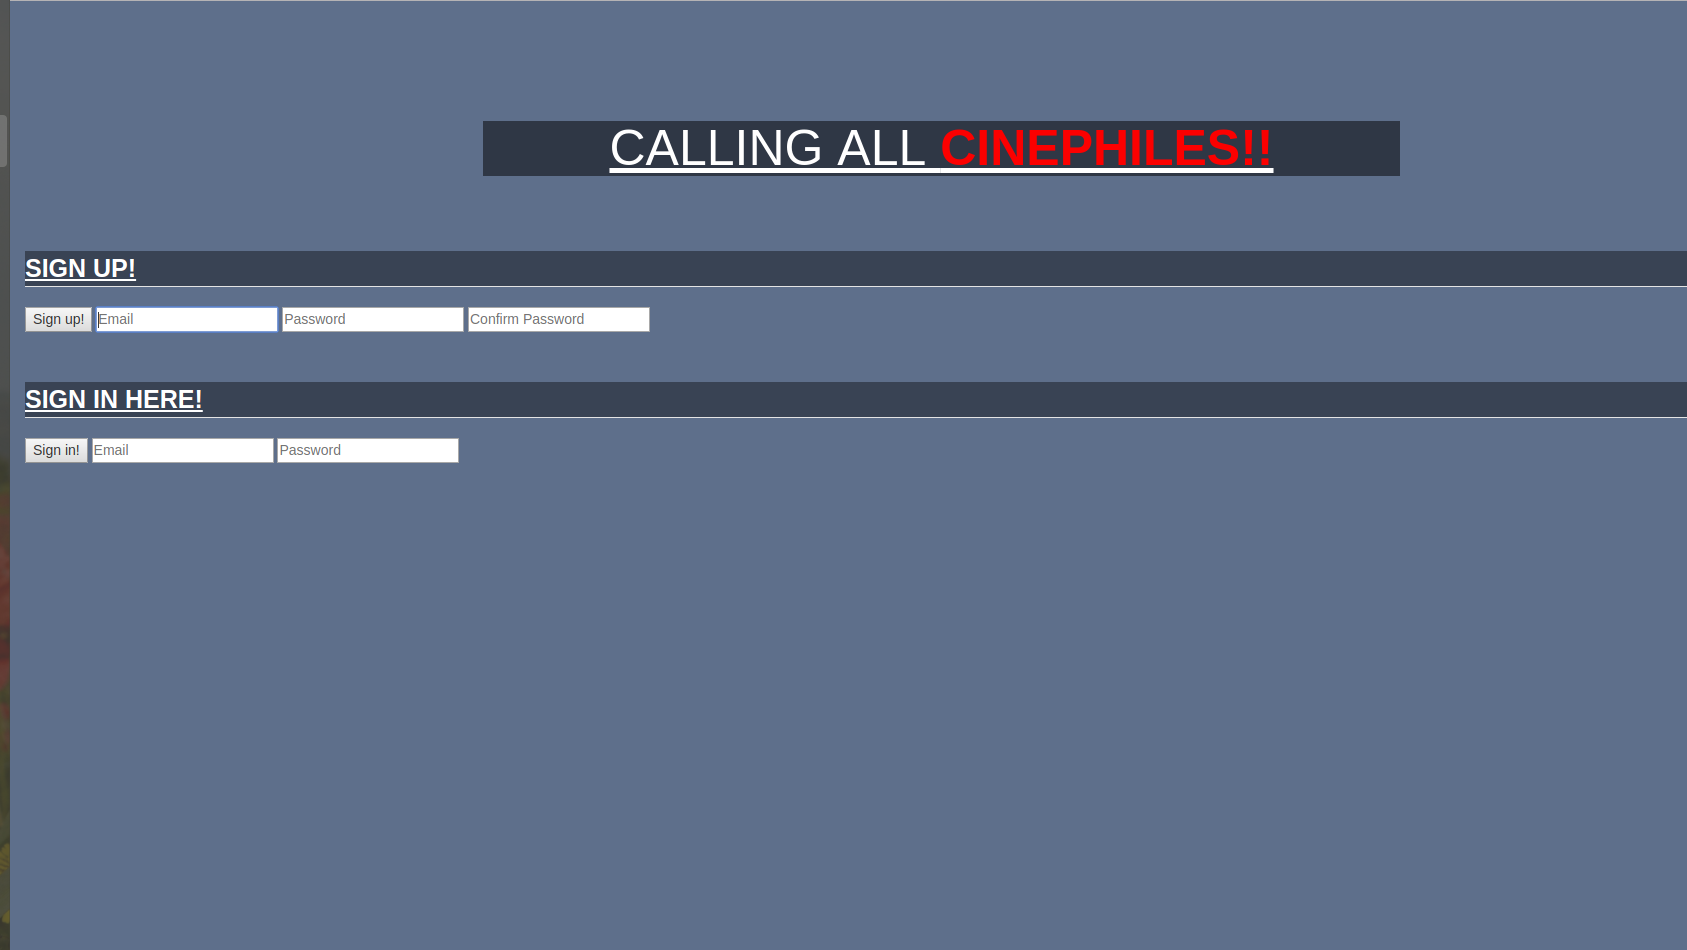 CALLING ALL CINEPHILES!!
SIGN UP!
Sign up! Email Password Confirm Password
SIGN IN HERE!
Sign in! Email Password